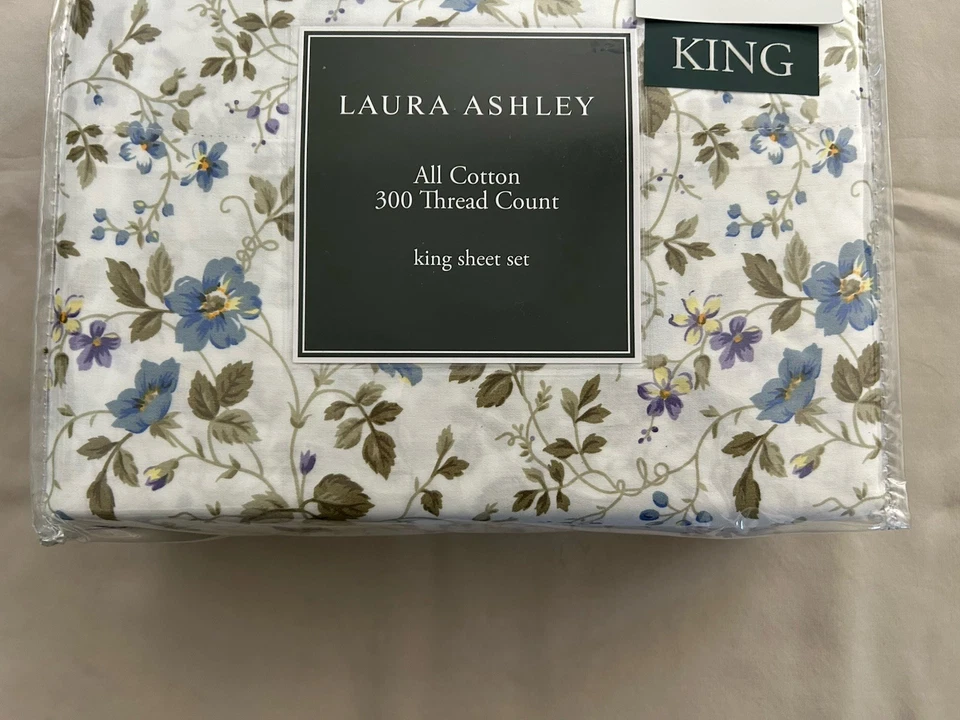 KING
LAURA ASHLEY
All Cotton
300 Thread Count
king sheet set